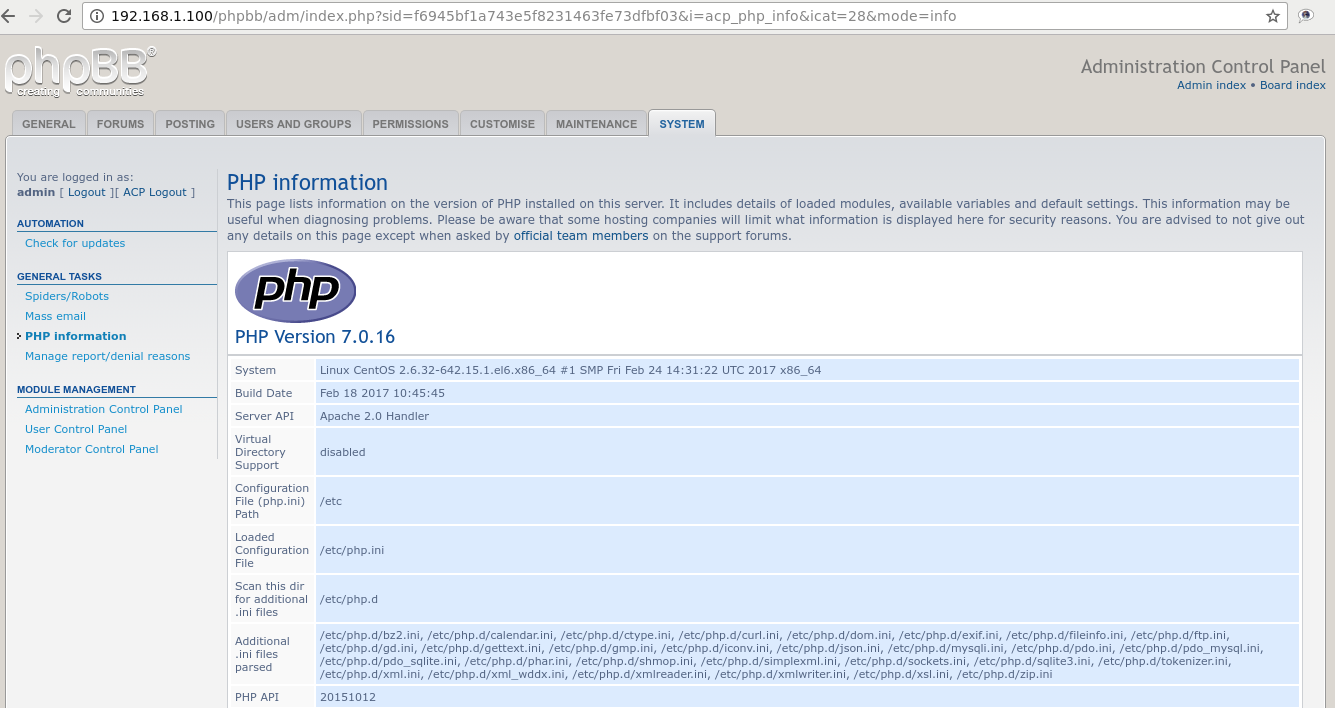 192.168.1.100/phpbb/adm/index.php?sid=f6945bf1a743e5f8231463fe73dfbf03&i=acp_php_info&icat=28&mode=info
phpBB®
creating communities
Administration Control Panel
Admin index • Board index
GENERAL FORUMS POSTING USERS AND GROUPS PERMISSIONS CUSTOMISE MAINTENANCE SYSTEM
You are logged in as:
admin [ Logout ][ ACP Logout ]
AUTOMATION
Check for updates
GENERAL TASKS
Spiders/Robots
Mass email
PHP information
Manage report/denial reasons
MODULE MANAGEMENT
Administration Control Panel
User Control Panel
Moderator Control Panel
PHP information
This page lists information on the version of PHP installed on this server. It includes details of loaded modules, available variables and default settings. This information may be
useful when diagnosing problems. Please be aware that some hosting companies will limit what information is displayed here for security reasons. You are advised to not give out
any details on this page except when asked by official team members on the support forums.
php
PHP Version 7.0.16
System Linux CentOS 2.6.32-642.15.1.el6.x86_64 #1 SMP Fri Feb 24 14:31:22 UTC 2017 x86_64
Build Date Feb 18 2017 10:45:45
Server API Apache 2.0 Handler
Virtual
Directory
Support
disabled
Configuration
File (php.ini)
Path
/etc
Loaded
Configuration
File
/etc/php.ini
Scan this dir
for additional
.ini files
/etc/php.d
Additional
.ini files
parsed
/etc/php.d/bz2.ini, /etc/php.d/calendar.ini, /etc/php.d/ctype.ini, /etc/php.d/curl.ini, /etc/php.d/dom.ini, /etc/php.d/exif.ini, /etc/php.d/fileinfo.ini, /etc/php.d/ftp.ini,
/etc/php.d/gd.ini, /etc/php.d/gettext.ini, /etc/php.d/gmp.ini, /etc/php.d/iconv.ini, /etc/php.d/json.ini, /etc/php.d/mysqli.ini, /etc/php.d/pdo.ini, /etc/php.d/pdo_mysql.ini,
/etc/php.d/pdo_sqlite.ini, /etc/php.d/phar.ini, /etc/php.d/shmop.ini, /etc/php.d/simplexml.ini, /etc/php.d/sockets.ini, /etc/php.d/sqlite3.ini, /etc/php.d/tokenizer.ini,
/etc/php.d/xml.ini, /etc/php.d/xml_wddx.ini, /etc/php.d/xmlreader.ini, /etc/php.d/xmlwriter.ini, /etc/php.d/xsl.ini, /etc/php.d/zip.ini
PHP API 20151012